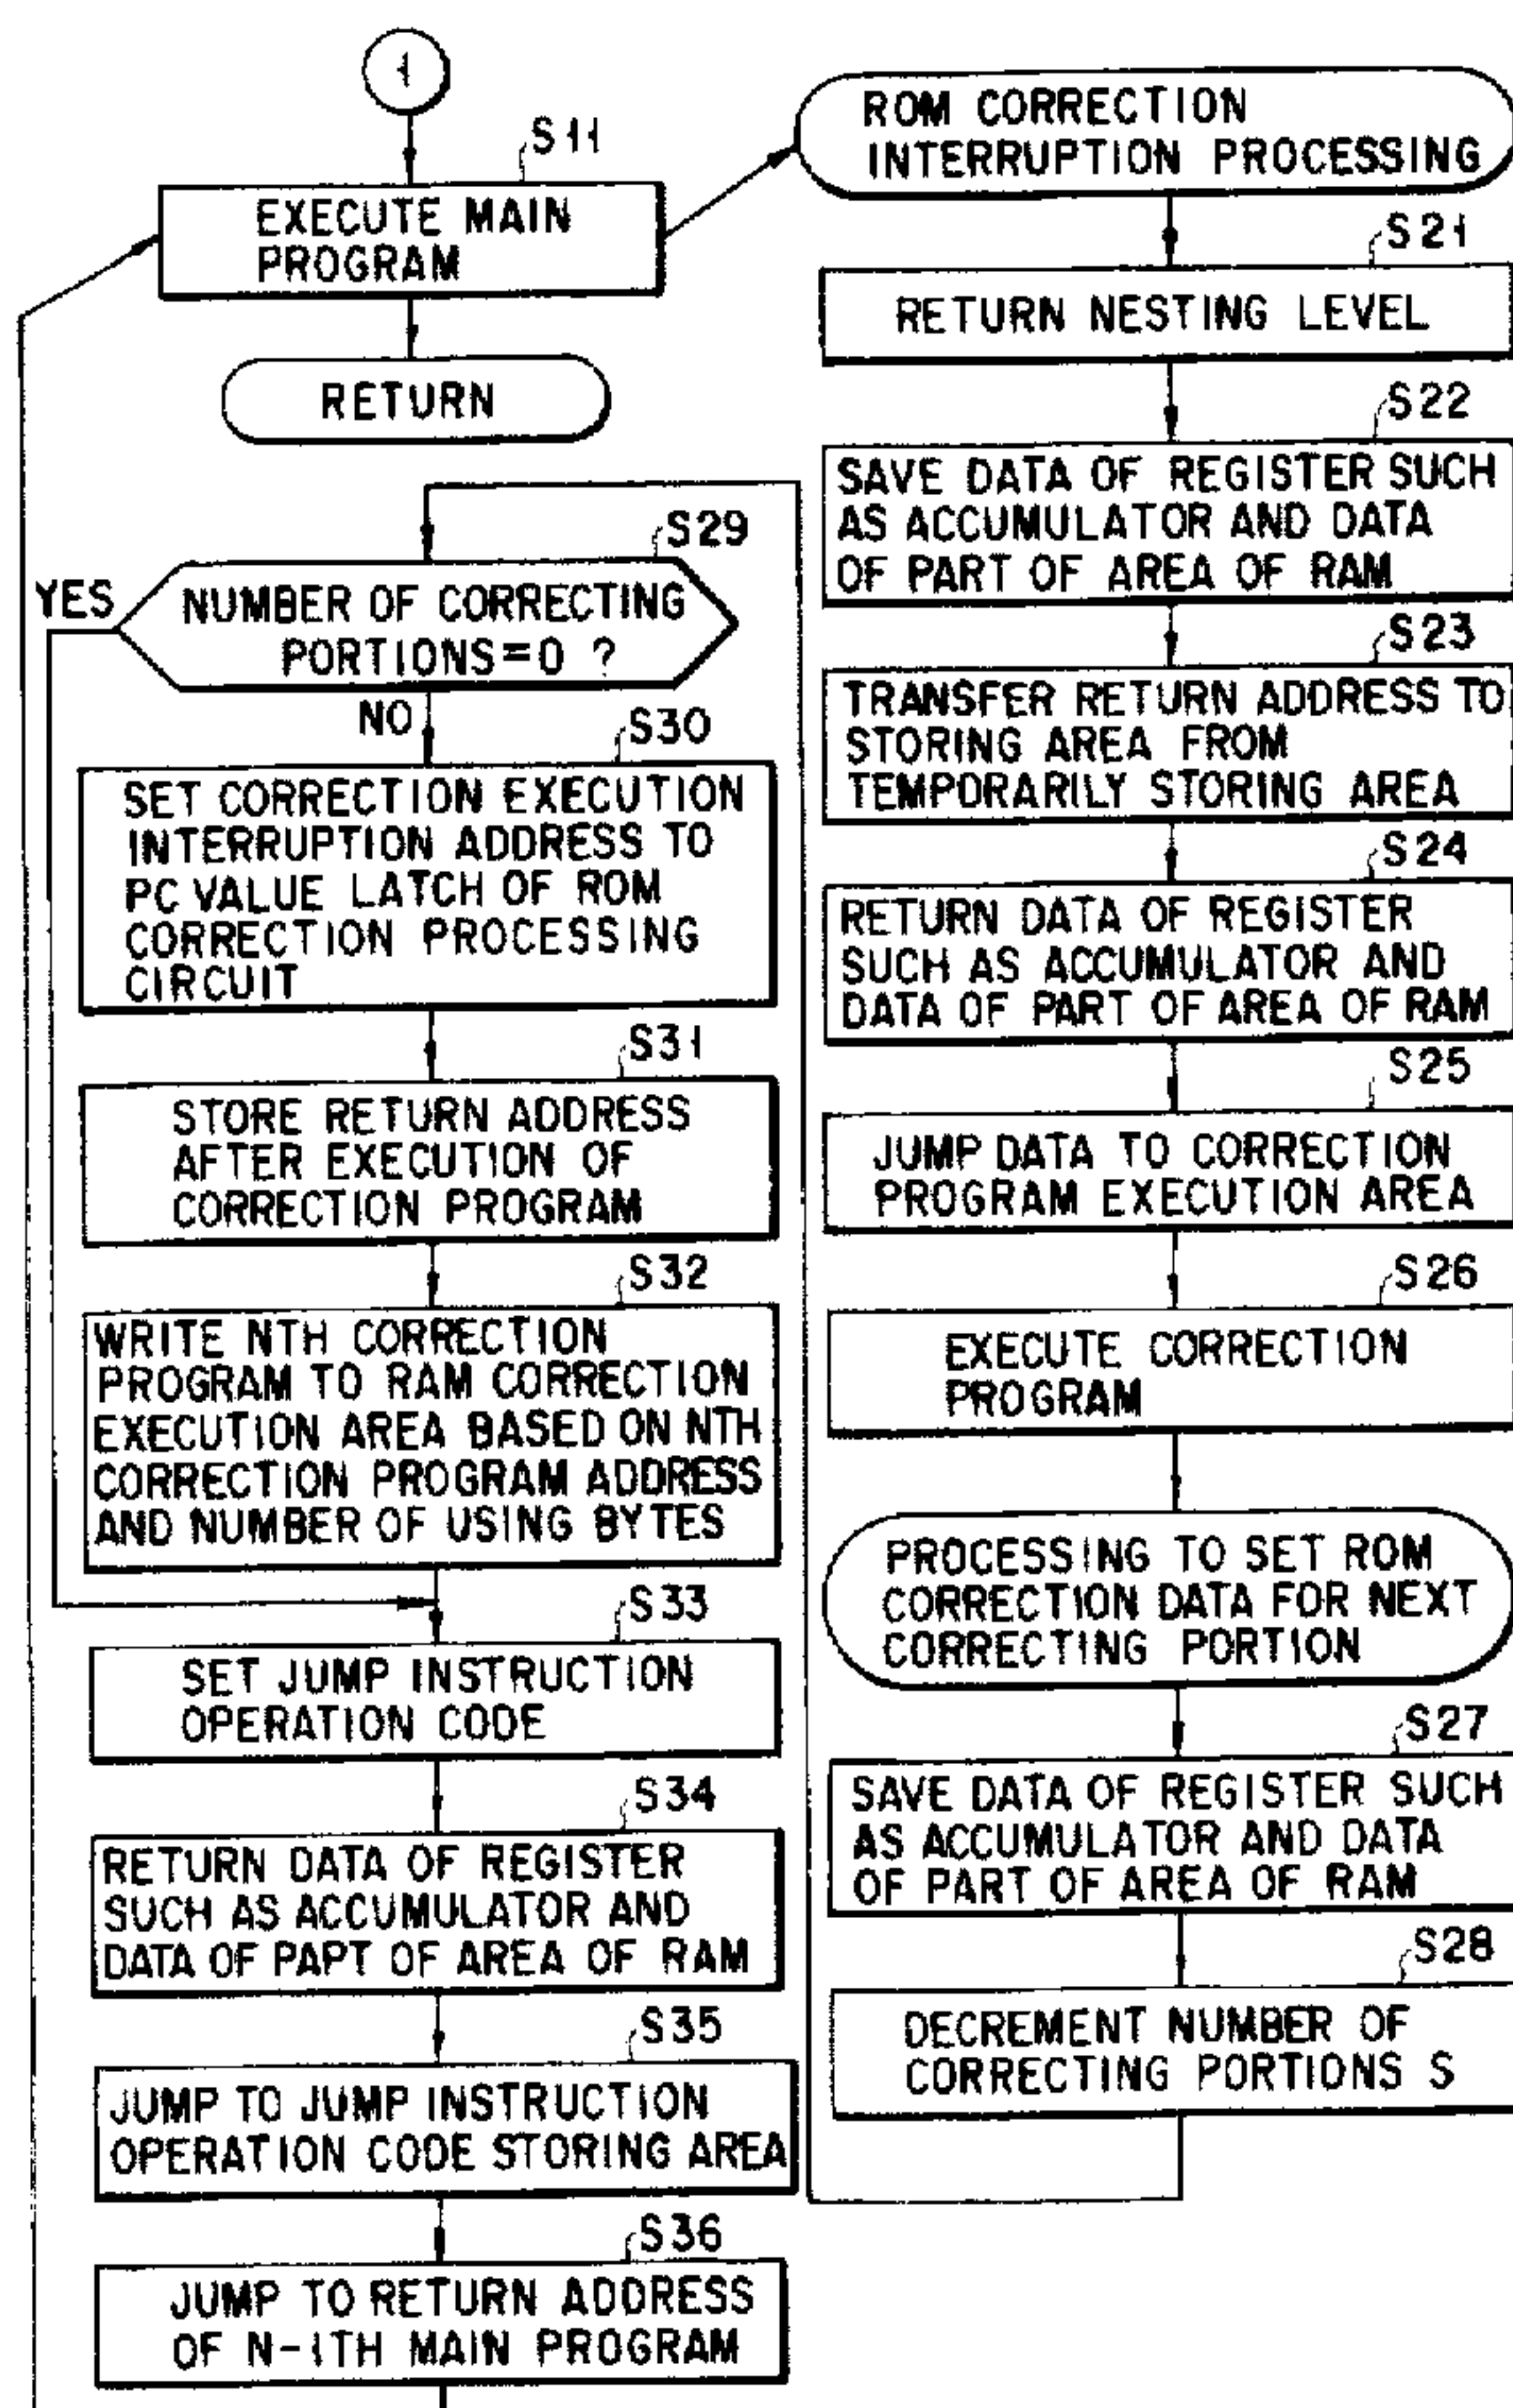 1
S11
EXECUTE MAIN
PROGRAM
RETURN
ROM CORRECTION
INTERRUPTION PROCESSING
S21
RETURN NESTING LEVEL
S22
SAVE DATA OF REGISTER SUCH
AS ACCUMULATOR AND DATA
OF PART OF AREA OF RAM
S23
TRANSFER RETURN ADDRESS TO
STORING AREA FROM
TEMPORARILY STORING AREA
S24
RETURN DATA OF REGISTER
SUCH AS ACCUMULATOR AND
DATA OF PART OF AREA OF RAM
S25
JUMP DATA TO CORRECTION
PROGRAM EXECUTION AREA
S26
EXECUTE CORRECTION
PROGRAM
PROCESSING TO SET ROM
CORRECTION DATA FOR NEXT
CORRECTING PORTION
S27
SAVE DATA OF REGISTER SUCH
AS ACCUMULATOR AND DATA
OF PART OF AREA OF RAM
S28
DECREMENT NUMBER OF
CORRECTING PORTIONS S
S29
YES
NUMBER OF CORRECTING
PORTIONS=0 ?
NO
S30
SET CORRECTION EXECUTION
INTERRUPTION ADDRESS TO
PC VALUE LATCH OF ROM
CORRECTION PROCESSING
CIRCUIT
S31
STORE RETURN ADDRESS
AFTER EXECUTION OF
CORRECTION PROGRAM
S32
WRITE NTH CORRECTION
PROGRAM TO RAM CORRECTION
EXECUTION AREA BASED ON NTH
CORRECTION PROGRAM ADDRESS
AND NUMBER OF USING BYTES
S33
SET JUMP INSTRUCTION
OPERATION CODE
S34
RETURN DATA OF REGISTER
SUCH AS ACCUMULATOR AND
DATA OF PAPT OF AREA OF RAM
S35
JUMP TO JUMP INSTRUCTION
OPERATION CODE STORING AREA
S36
JUMP TO RETURN ADDRESS
OF N-1TH MAIN PROGRAM